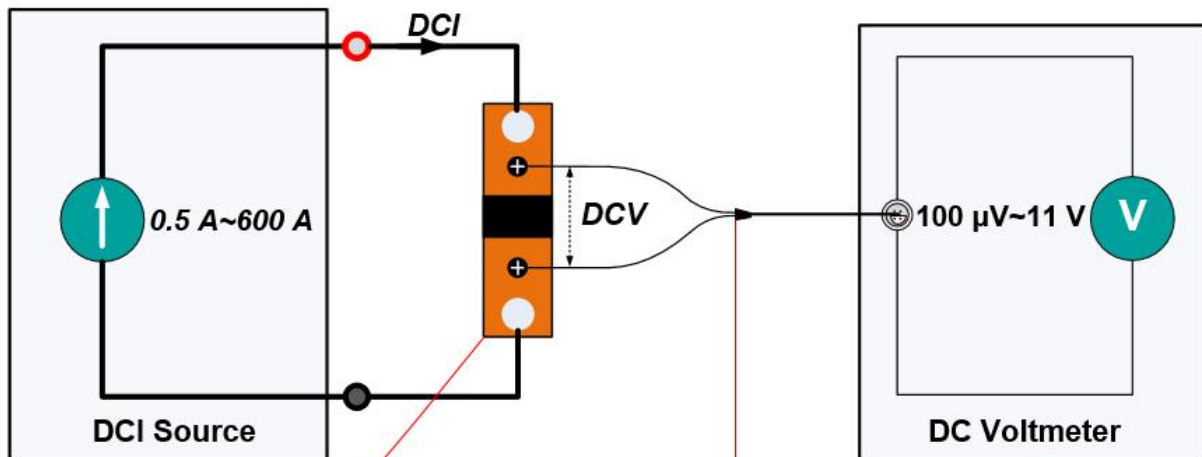 DCI
0.5 A~600 A
DCV
100 µV~11 V
V
DCI Source
DC Voltmeter